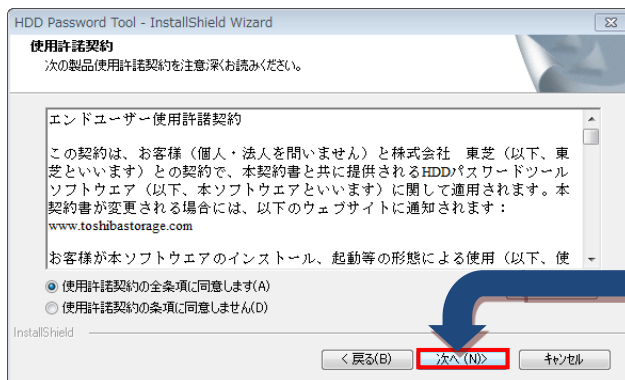 HDD Password Tool - InstallShield Wizard
使用許諾契約
次の製品使用許諾契約を注意深くお読みください。
エンドユーザー使用許諾契約
この契約は、お客様（個人・法人を問いません）と株式会社　東芝（以下、東
芝といいます）との契約で、本契約書と共に提供されるHDDパスワードツール
ソフトウエア（以下、本ソフトウエアといいます）に関して適用されます。本
契約書が変更される場合には、以下のウェブサイトに通知されます：
www.toshibastorage.com
お客様が本ソフトウエアのインストール、起動等の形態による使用（以下、使
使用許諾契約の全条項に同意します(A)
使用許諾契約の条項に同意しません(D)
InstallShield
< 戻る(B)
次へ (N)>
キャンセル